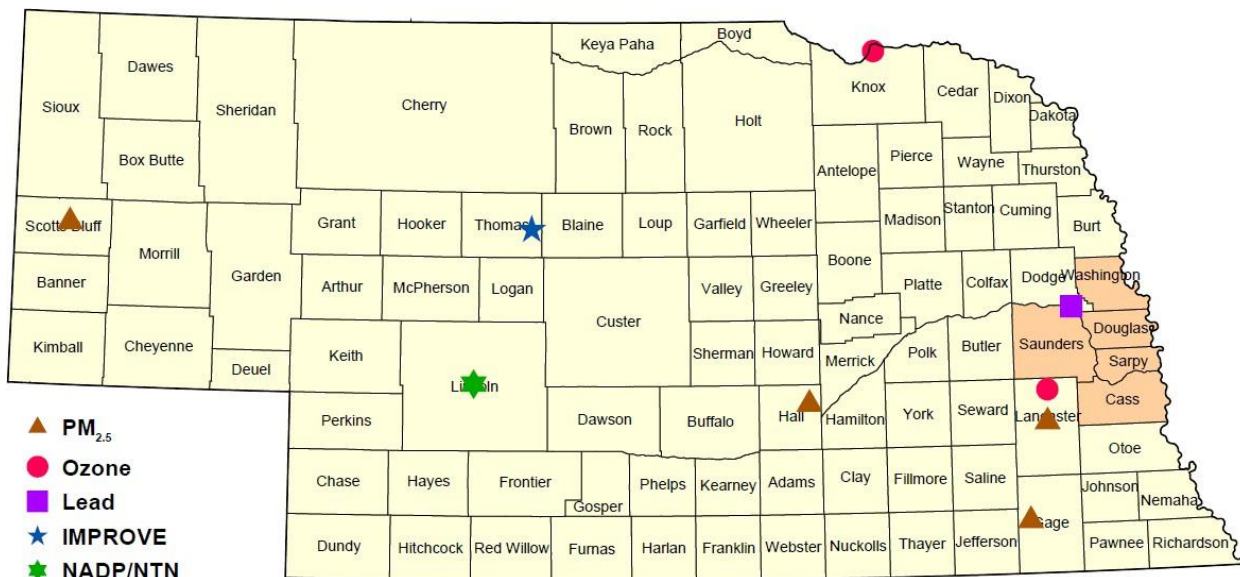 Keya Paha
Boyd
Dawes
Sioux
Sheridan
Cherry
Brown
Rock
Holt
Knox
Cedar
Dixon
Dakota
Box Butte
Antelope
Pierce
Wayne
Thurston
Scotts Bluff
Morrill
Garden
Grant
Hooker
Thomas
Blaine
Loup
Garfield
Wheeler
Madison
Stanton
Cuming
Burt
Banner
Arthur
McPherson
Logan
Custer
Valley
Greeley
Boone
Platte
Colfax
Dodge
Washington
Kimball
Cheyenne
Deuel
Keith
Lincoln
Sherman
Howard
Nance
Merrick
Polk
Butler
Saunders
Douglas
Sarpy
Cass
Perkins
Dawson
Buffalo
Hall
Hamilton
York
Seward
Lancaster
Otoe
Chase
Hayes
Frontier
Gosper
Phelps
Kearney
Adams
Clay
Fillmore
Saline
Gage
Johnson
Nemaha
Dundy
Hitchcock
Red Willow
Furnas
Harlan
Franklin
Webster
Nuckolls
Thayer
Jefferson
Pawnee
Richardson
PM2.5
Ozone
Lead
IMPROVE
NADP/NTN